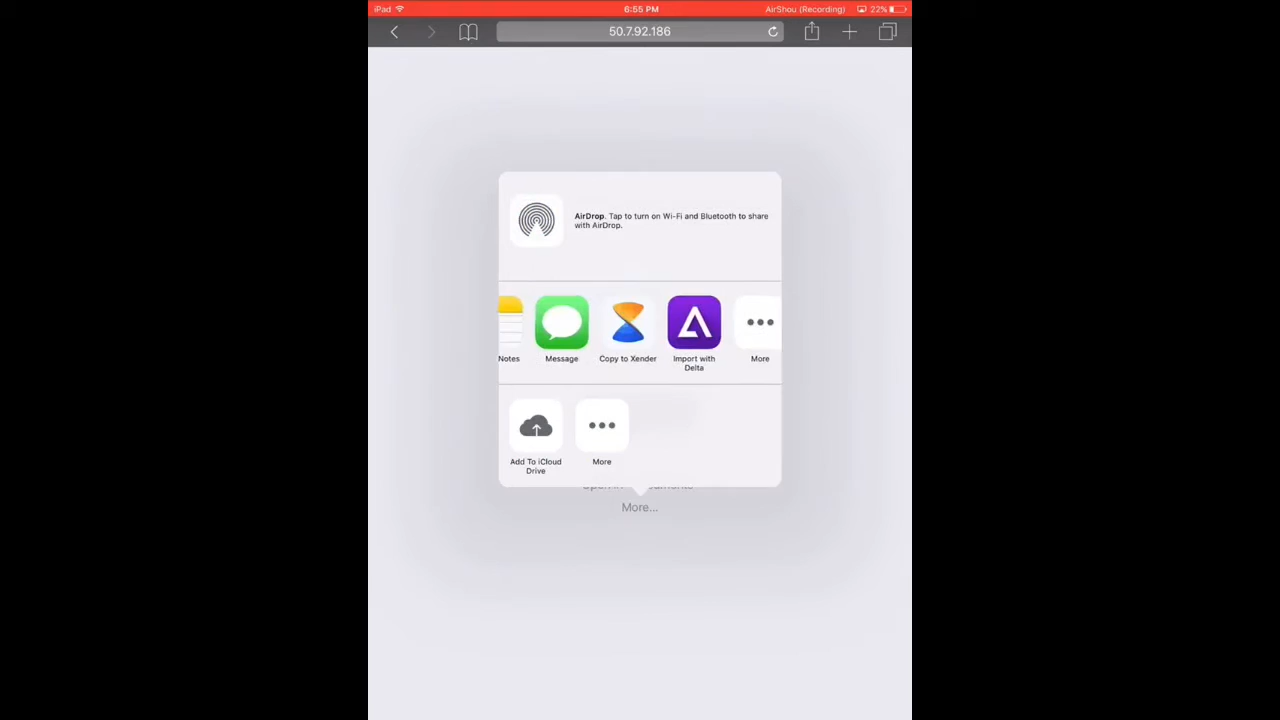 iPad
6:55 PM
AirShou (Recording)
22%
50.7.92.186
AirDrop. Tap to turn on Wi-Fi and Bluetooth to share
with AirDrop.
Notes
Message
Copy to Xender
Import with
Delta
More
Add To iCloud
Drive
More
More...